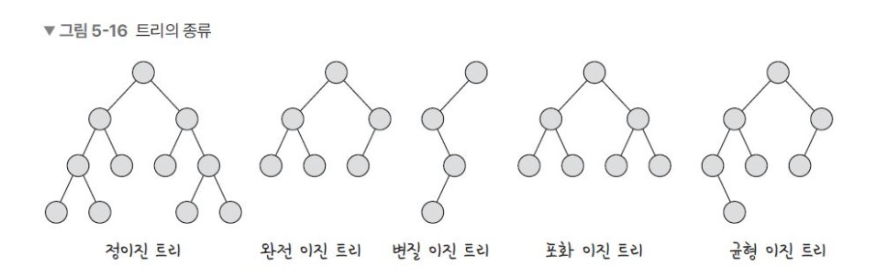 ▼ 그림 5-16 트리의 종류
정이진 트리 완전 이진 트리 변질 이진 트리 포화 이진 트리 균형 이진 트리